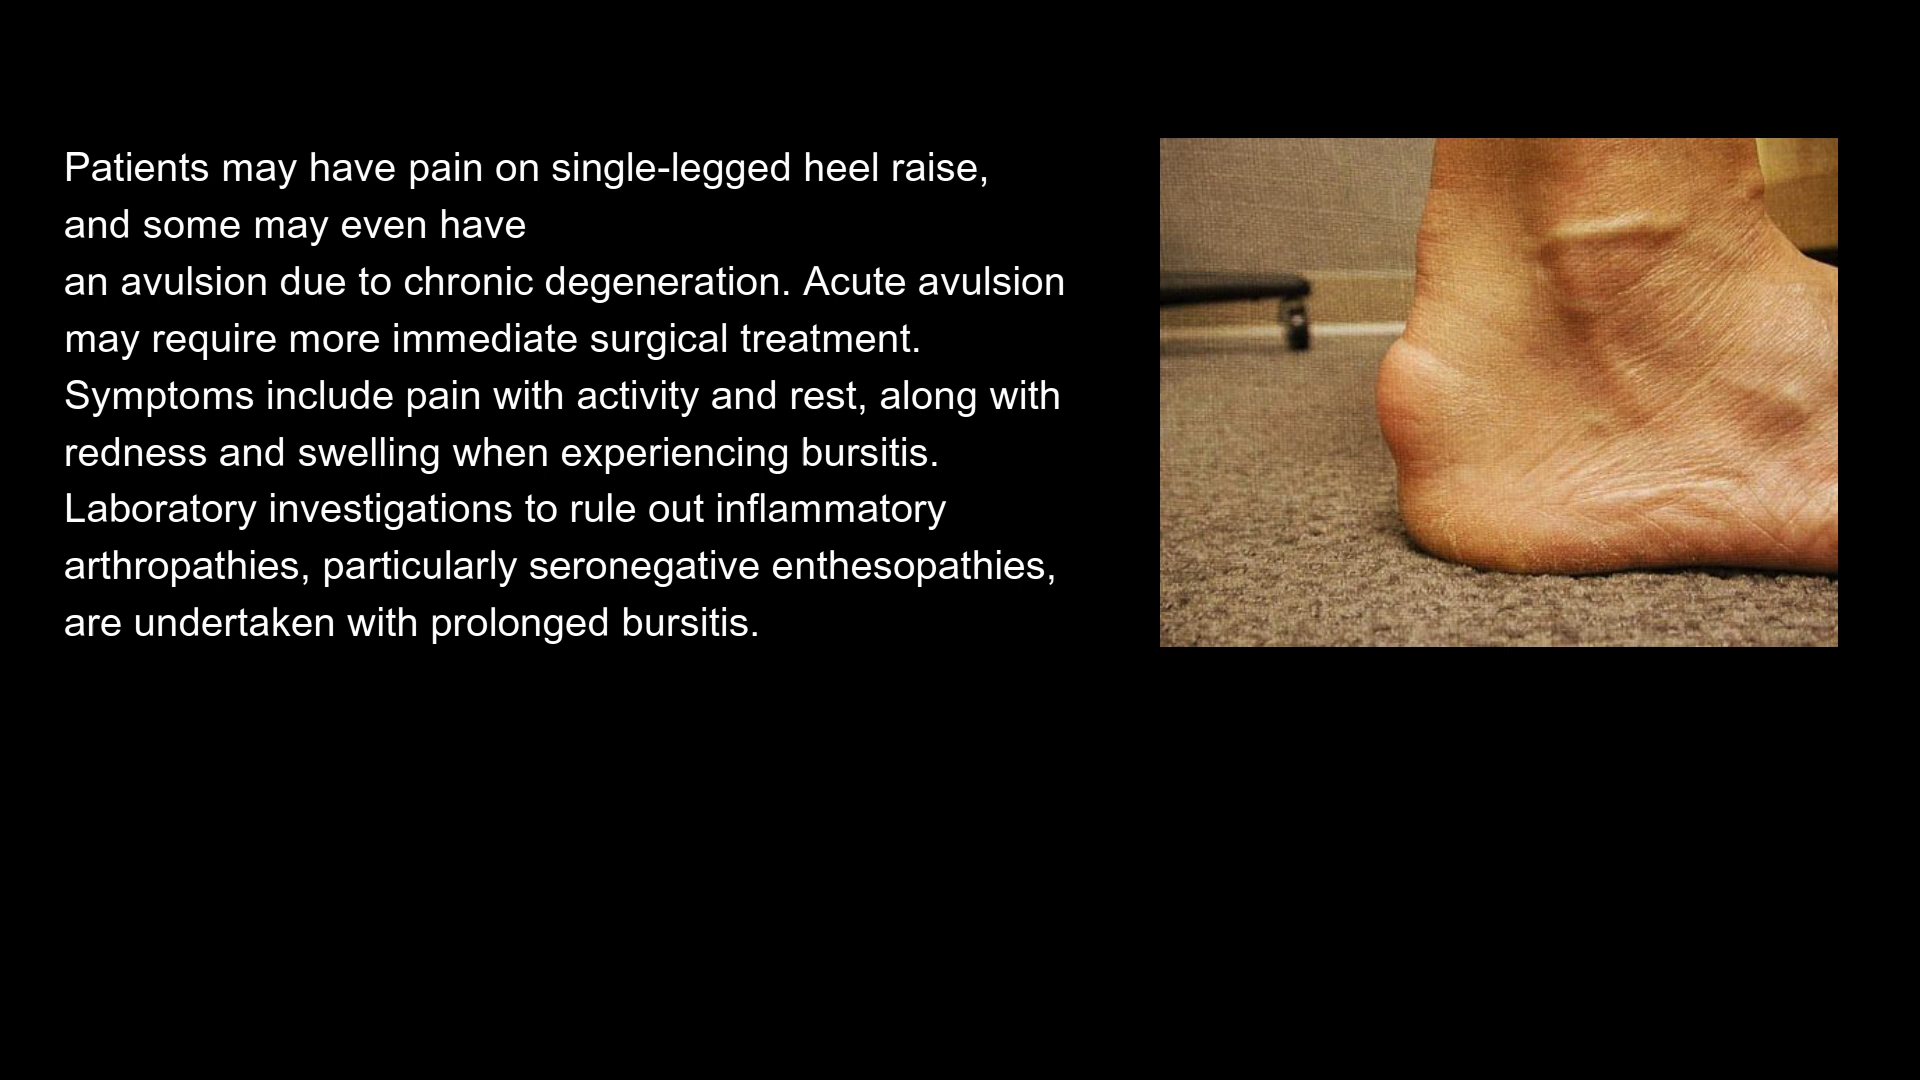 Patients may have pain on single-legged heel raise,
and some may even have
an avulsion due to chronic degeneration. Acute avulsion
may require more immediate surgical treatment.
Symptoms include pain with activity and rest, along with
redness and swelling when experiencing bursitis.
Laboratory investigations to rule out inflammatory
arthropathies, particularly seronegative enthesopathies,
are undertaken with prolonged bursitis.